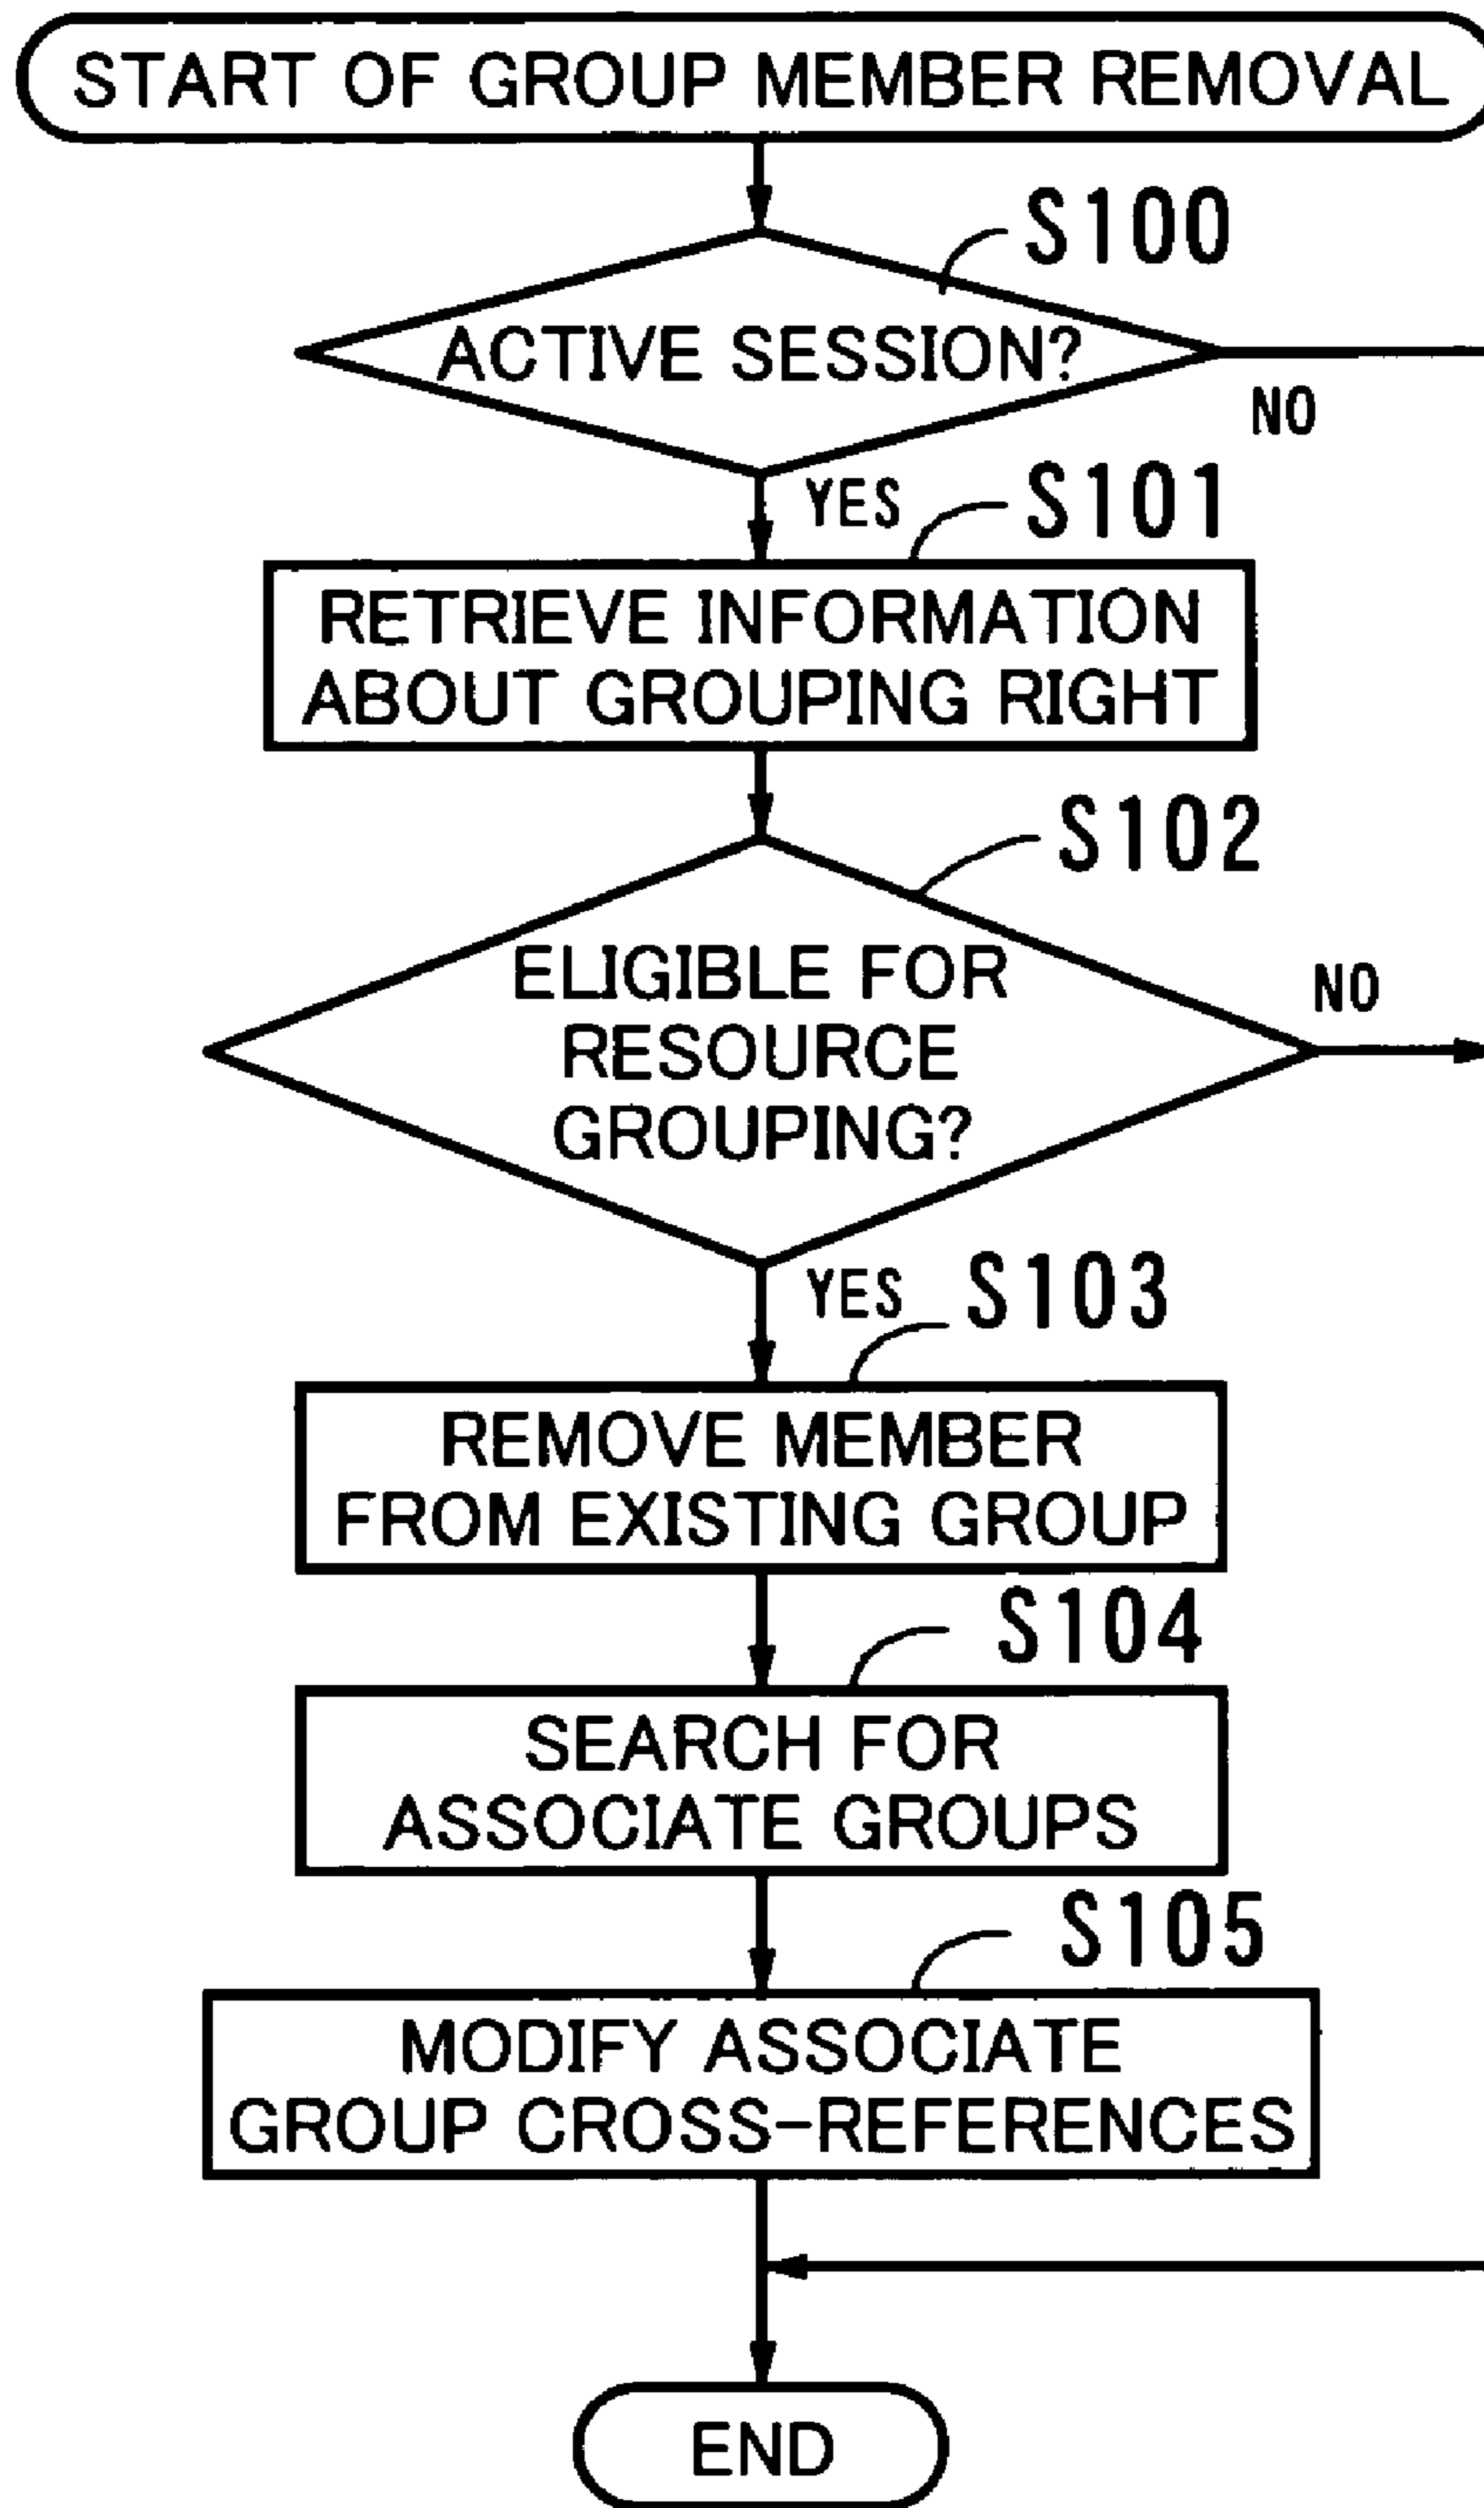 START OF GROUP MEMBER REMOVAL
S100
ACTIVE SESSION?
NO
YES
S101
RETRIEVE INFORMATION
ABOUT GROUPING RIGHT
S102
ELIGIBLE FOR
RESOURCE
GROUPING?
NO
YES
S103
REMOVE MEMBER
FROM EXISTING GROUP
S104
SEARCH FOR
ASSOCIATE GROUPS
S105
MODIFY ASSOCIATE
GROUP CROSS-REFERENCES
END